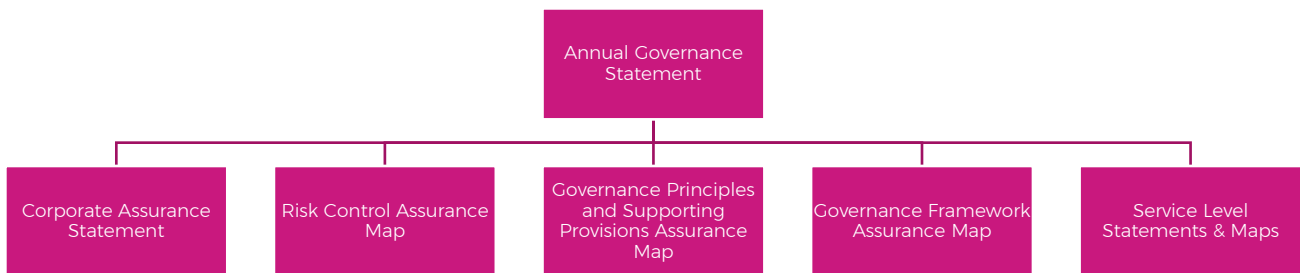 Annual Governance
Statement
Corporate Assurance
Statement
Risk Control Assurance
Map
Governance Principles
and Supporting
Provisions Assurance
Map
Governance Framework
Assurance Map
Service Level
Statements & Maps